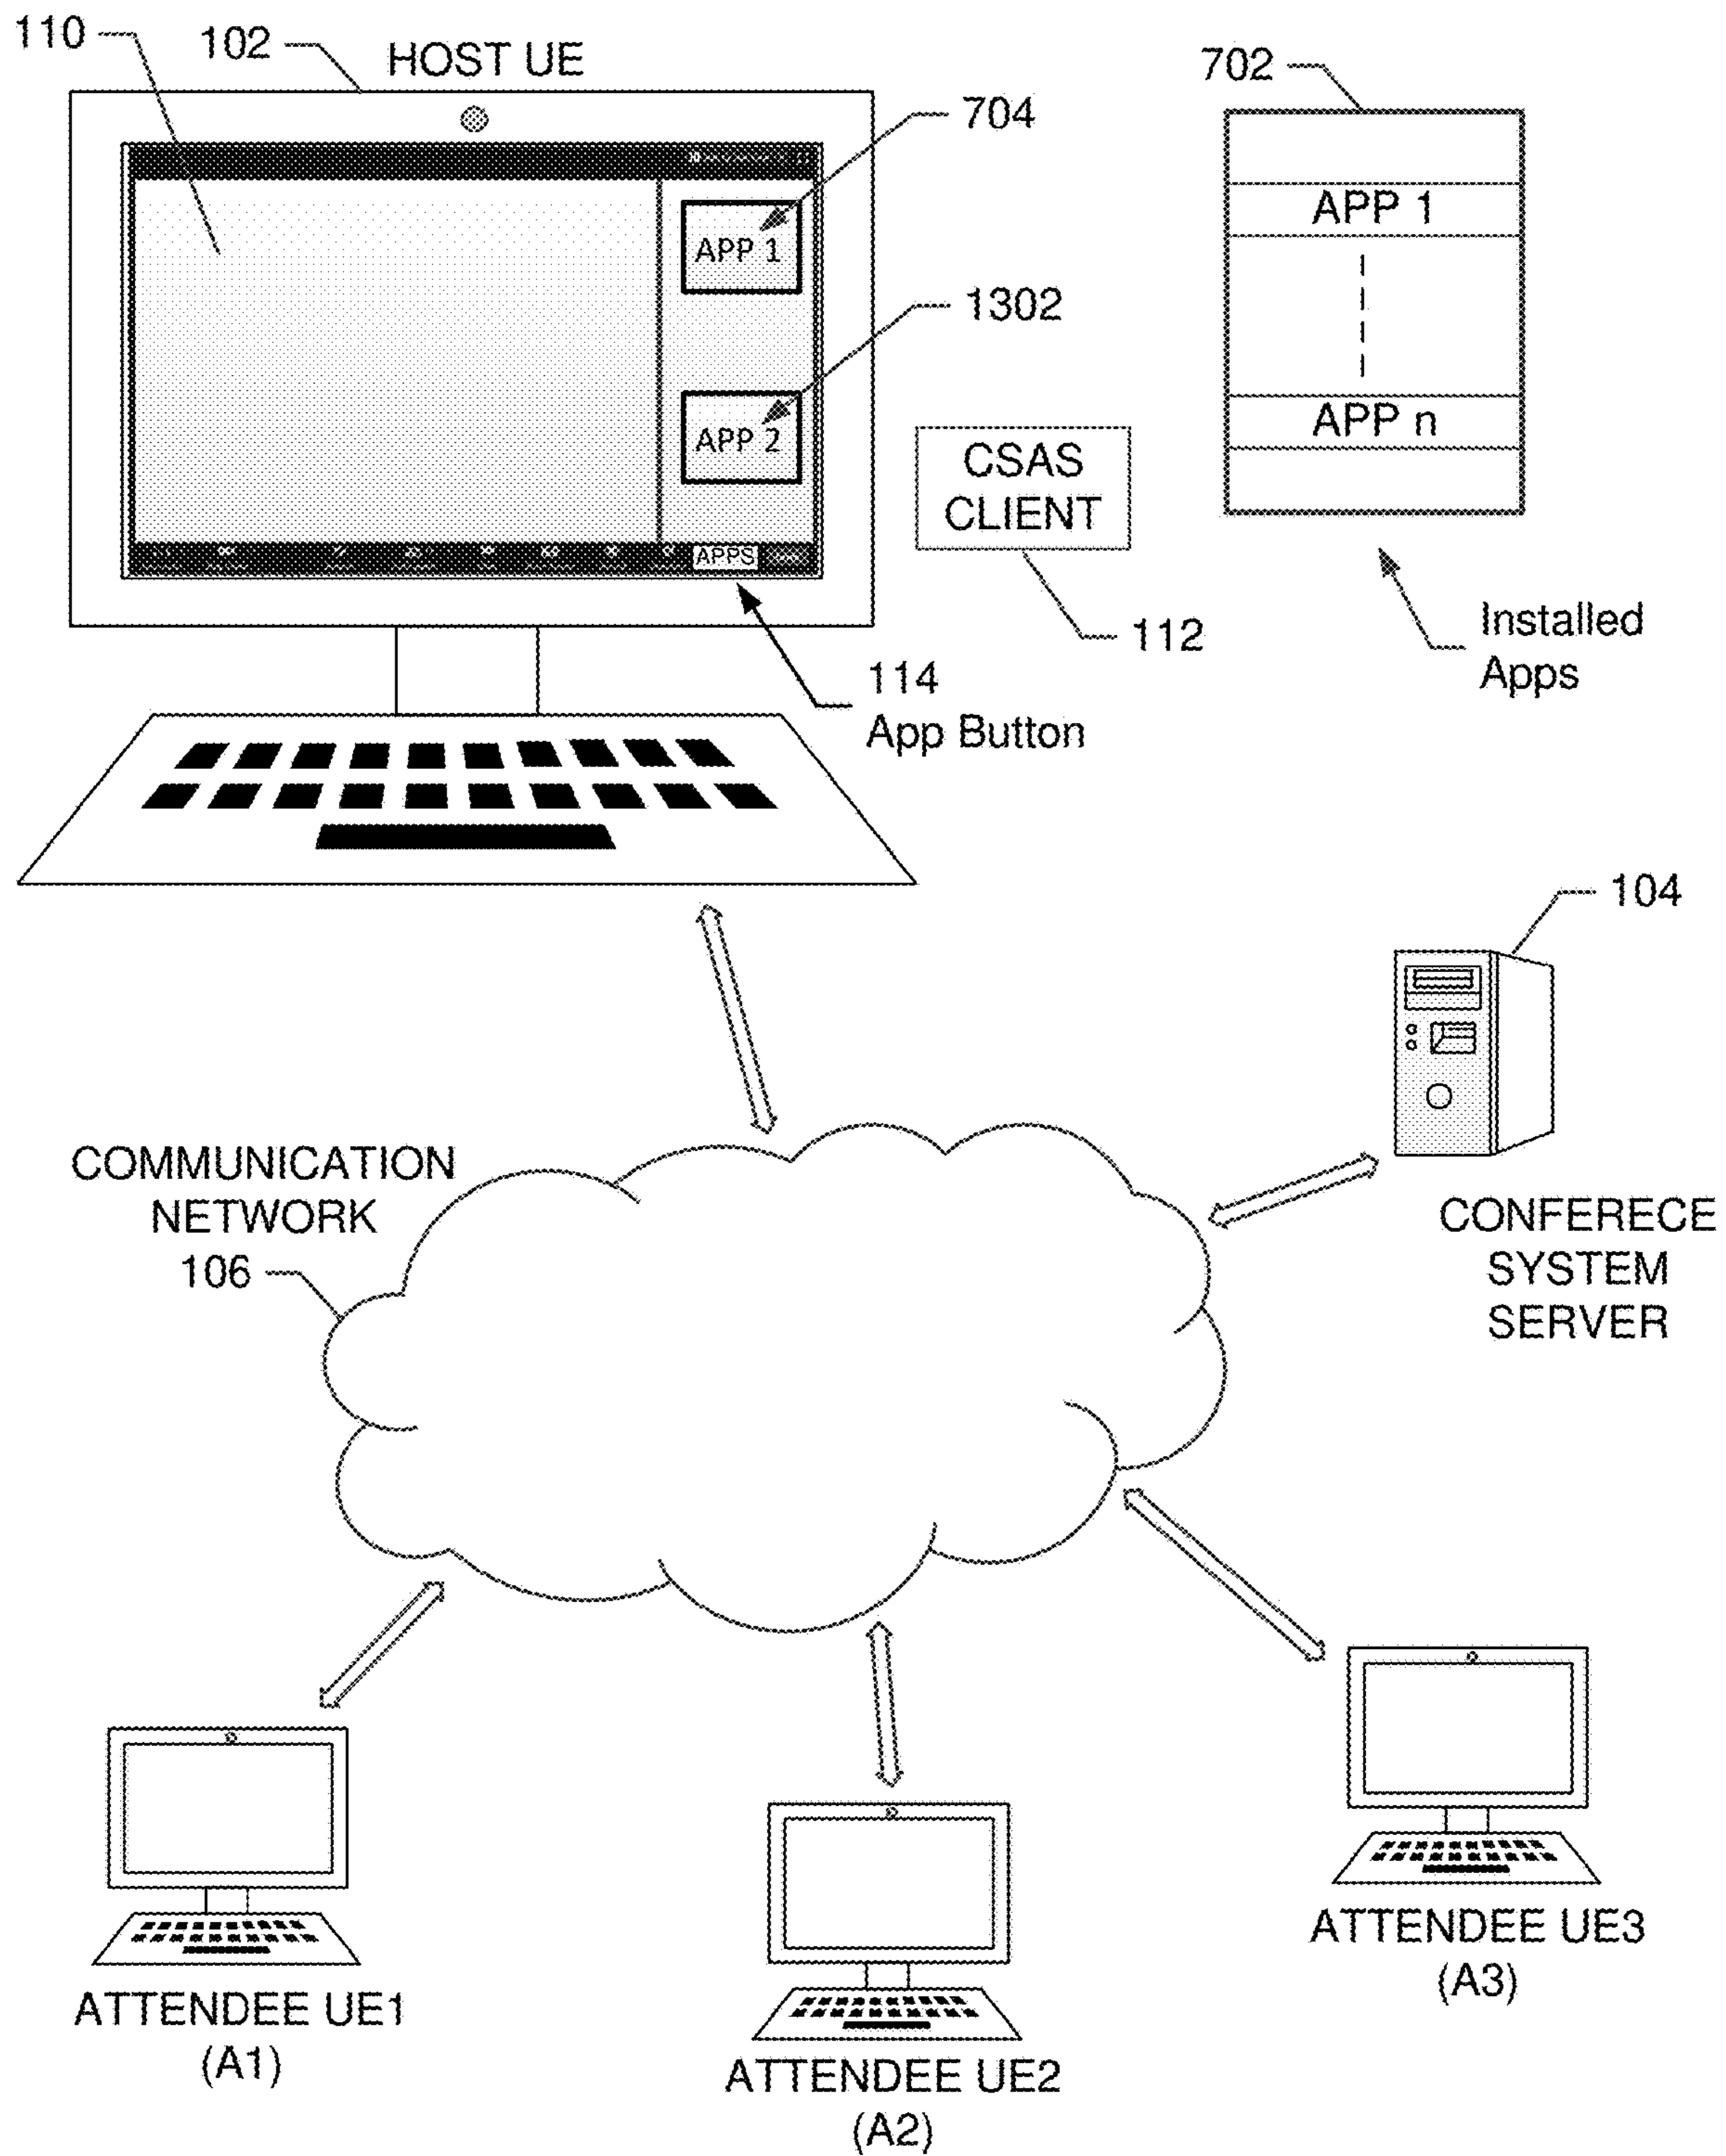 110
102
HOST UE
702
704
APP 1
APP 1
1302
APP 2
APP n
CSAS
CLIENT
APPS
112
Installed
Apps
114
App Button
104
COMMUNICATION
NETWORK
106
CONFERECE
SYSTEM
SERVER
ATTENDEE UE3
(A3)
ATTENDEE UE1
(A1)
ATTENDEE UE2
(A2)